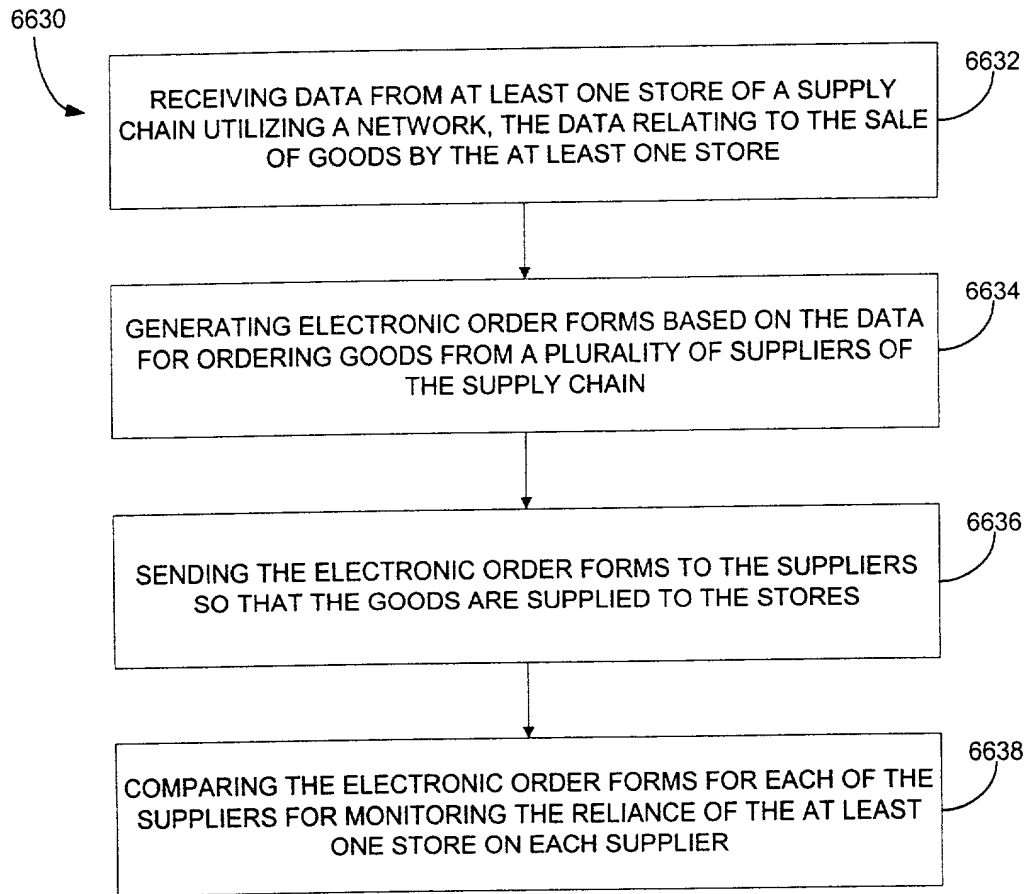 6630
6632
RECEIVING DATA FROM AT LEAST ONE STORE OF A SUPPLY
CHAIN UTILIZING A NETWORK, THE DATA RELATING TO THE SALE
OF GOODS BY THE AT LEAST ONE STORE
6634
GENERATING ELECTRONIC ORDER FORMS BASED ON THE DATA
FOR ORDERING GOODS FROM A PLURALITY OF SUPPLIERS OF
THE SUPPLY CHAIN
6636
SENDING THE ELECTRONIC ORDER FORMS TO THE SUPPLIERS
SO THAT THE GOODS ARE SUPPLIED TO THE STORES
6638
COMPARING THE ELECTRONIC ORDER FORMS FOR EACH OF THE
SUPPLIERS FOR MONITORING THE RELIANCE OF THE AT LEAST
ONE STORE ON EACH SUPPLIER